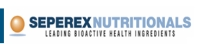 SEPEREX NUTRITIONALS
LEADING BIOACTIVE HEALTH INGREDIENTS